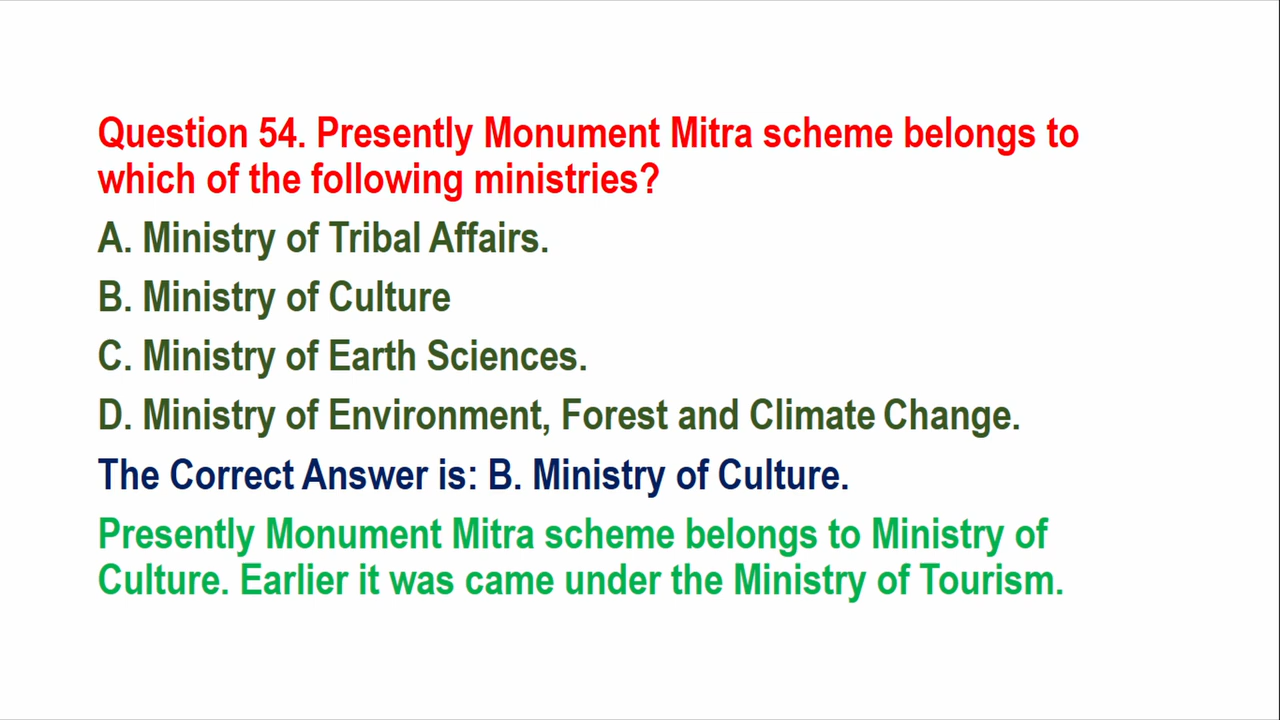 Question 54. Presently Monument Mitra scheme belongs to
which of the following ministries?
A. Ministry of Tribal Affairs.
B. Ministry of Culture
C. Ministry of Earth Sciences.
D. Ministry of Environment, Forest and Climate Change.
The Correct Answer is: B. Ministry of Culture.
Presently Monument Mitra scheme belongs to Ministry of
Culture. Earlier it was came under the Ministry of Tourism.